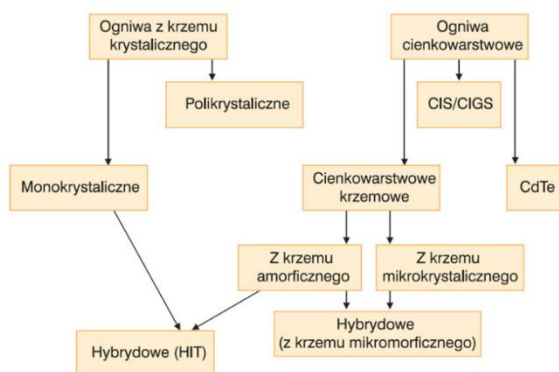 Ogniwa z krzemu
krystalicznego
Ogniwa
cienkowarstwowe
Polikrystaliczne
CIS/CIGS
Monokrystaliczne
Cienkowarstwowe
krzemowe
CdTe
Z krzemu
amorficznego
Z krzemu
mikrokrystalicznego
Hybrydowe (HIT)
Hybrydowe
(z krzemu mikromorficznego)